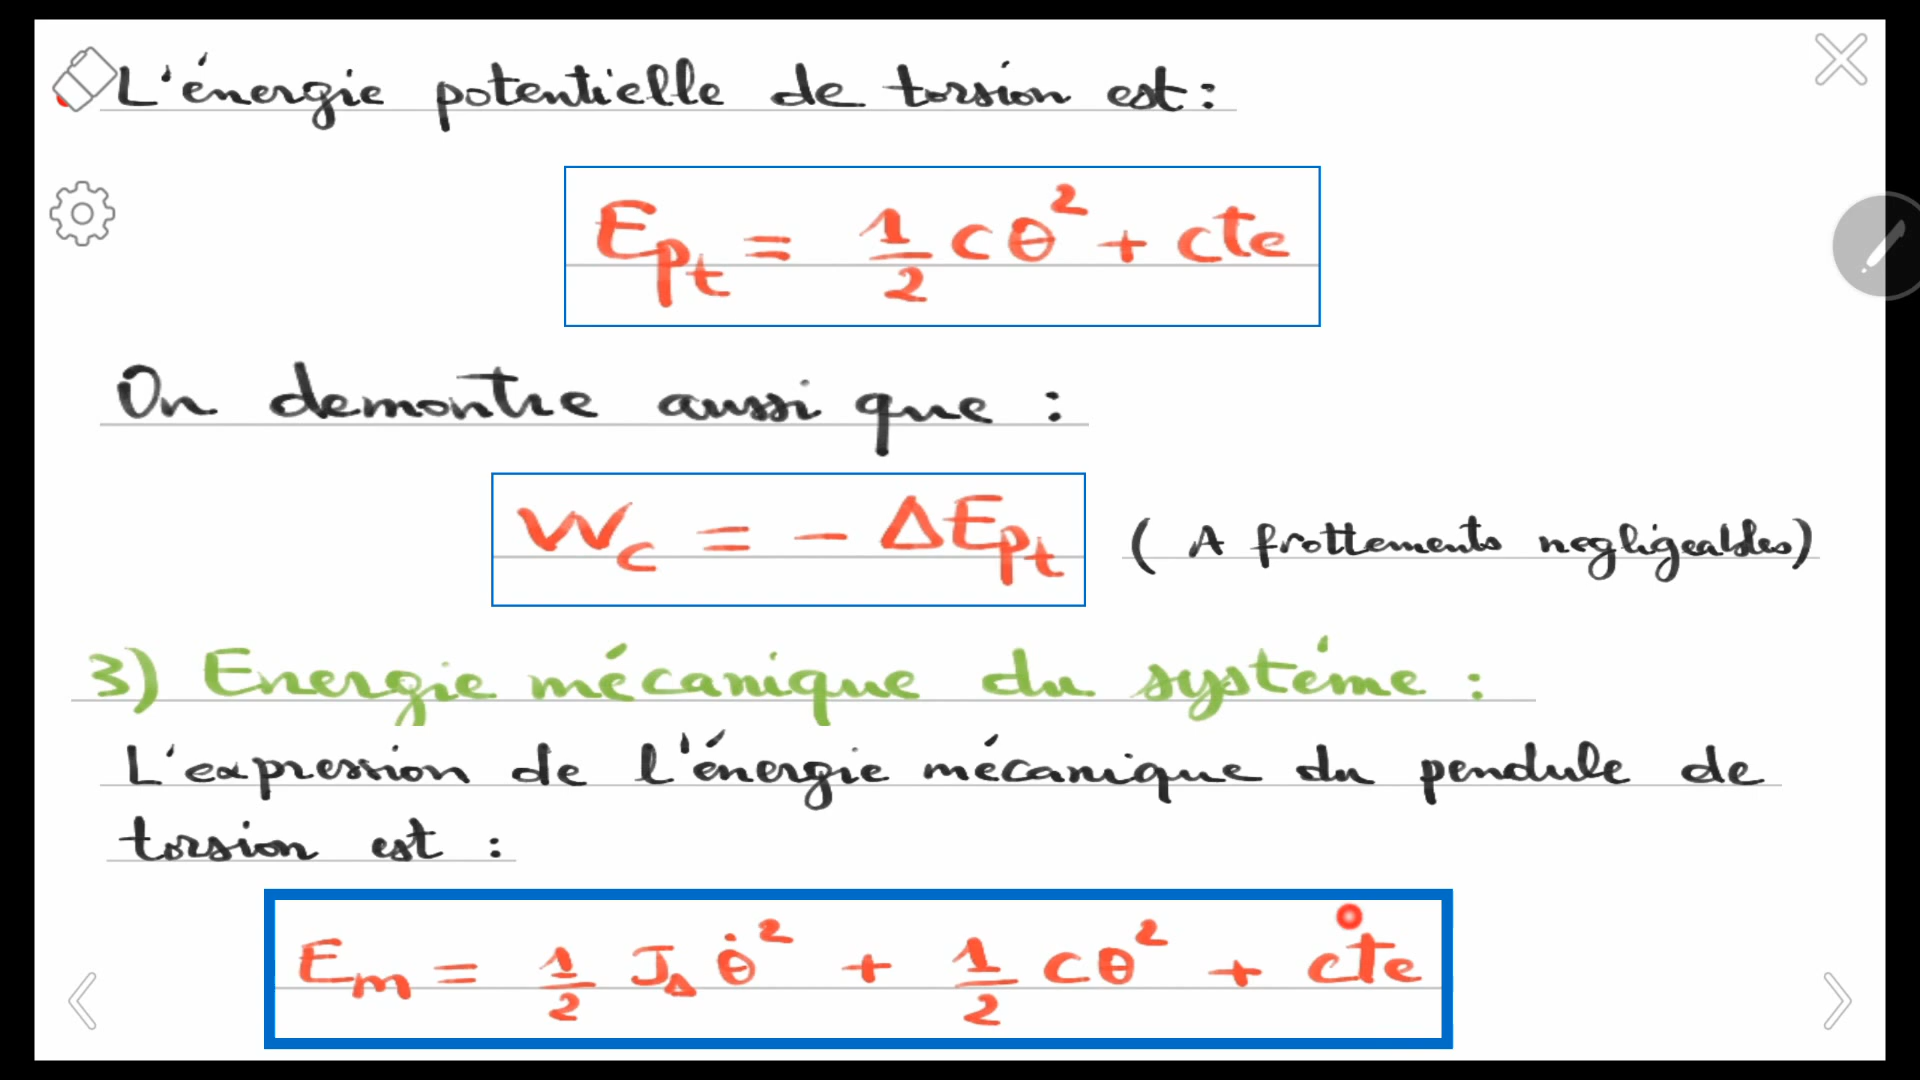 L'énergie potentielle de torsion est :
Ept = 1/2 Cθ² + cte
On demontre aussi que :
Wc = - ΔEpt ( A frottements negligeables)
3) Energie mécanique du systéme :
L'expression de l'énergie mécanique du pendule de
torsion est :
Em = 1/2 JΔ θ̇² + 1/2 Cθ² + cte